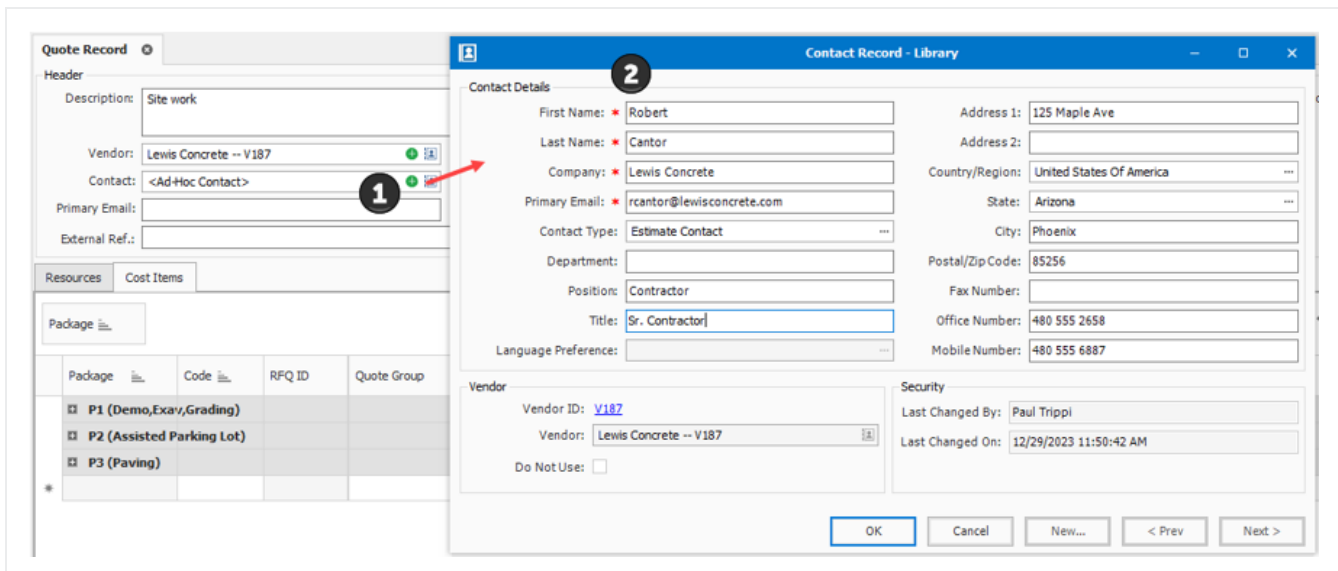 Quote Record
Header
Description: Site work
Vendor: Lewis Concrete -- V187
Contact: <Ad-Hoc Contact>
Primary Email:
External Ref.:
Resources Cost Items
Package
Package Code RFQ ID Quote Group
P1 (Demo,Exav,Grading)
P2 (Assisted Parking Lot)
P3 (Paving)
*
1
2
Contact Record - Library
Contact Details
First Name: * Robert
Last Name: * Cantor
Company: * Lewis Concrete
Primary Email: * rcantor@lewisconcrete.com
Contact Type: Estimate Contact ...
Department:
Position: Contractor
Title: Sr. Contractor
Language Preference: ...
Address 1: 125 Maple Ave
Address 2:
Country/Region: United States Of America ...
State: Arizona ...
City: Phoenix
Postal/Zip Code: 85256
Fax Number:
Office Number: 480 555 2658
Mobile Number: 480 555 6887
Vendor
Vendor ID: V187
Vendor: Lewis Concrete -- V187
Do Not Use:
Security
Last Changed By: Paul Trippi
Last Changed On: 12/29/2023 11:50:42 AM
OK Cancel New... < Prev Next >